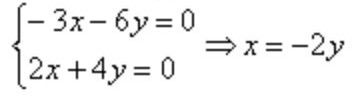 { -3x-6y=0
2x+4y=0 ⇒ x=-2y